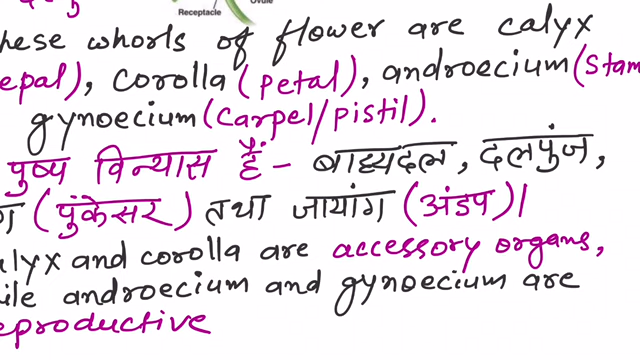 Receptacle
Ovule
hese whorls of flower are calyx
epal), corolla (petal), androecium (stam
gynoecium (carpel/pistil).
पुष्प विन्यास हैं - बाह्यदल, दलपुंज,
ग (पुंकेसर) तथा जायांग (अंडप)।
alyx and corolla are accessory organs,
ile androecium and gynoecium are
eproductive